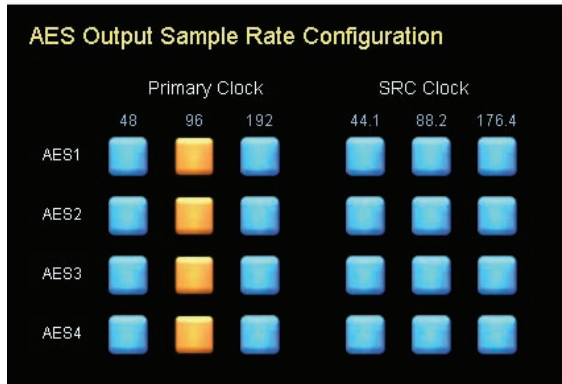 AES Output Sample Rate Configuration
Primary Clock SRC Clock
48 96 192 44.1 88.2 176.4
AES1
AES2
AES3
AES4